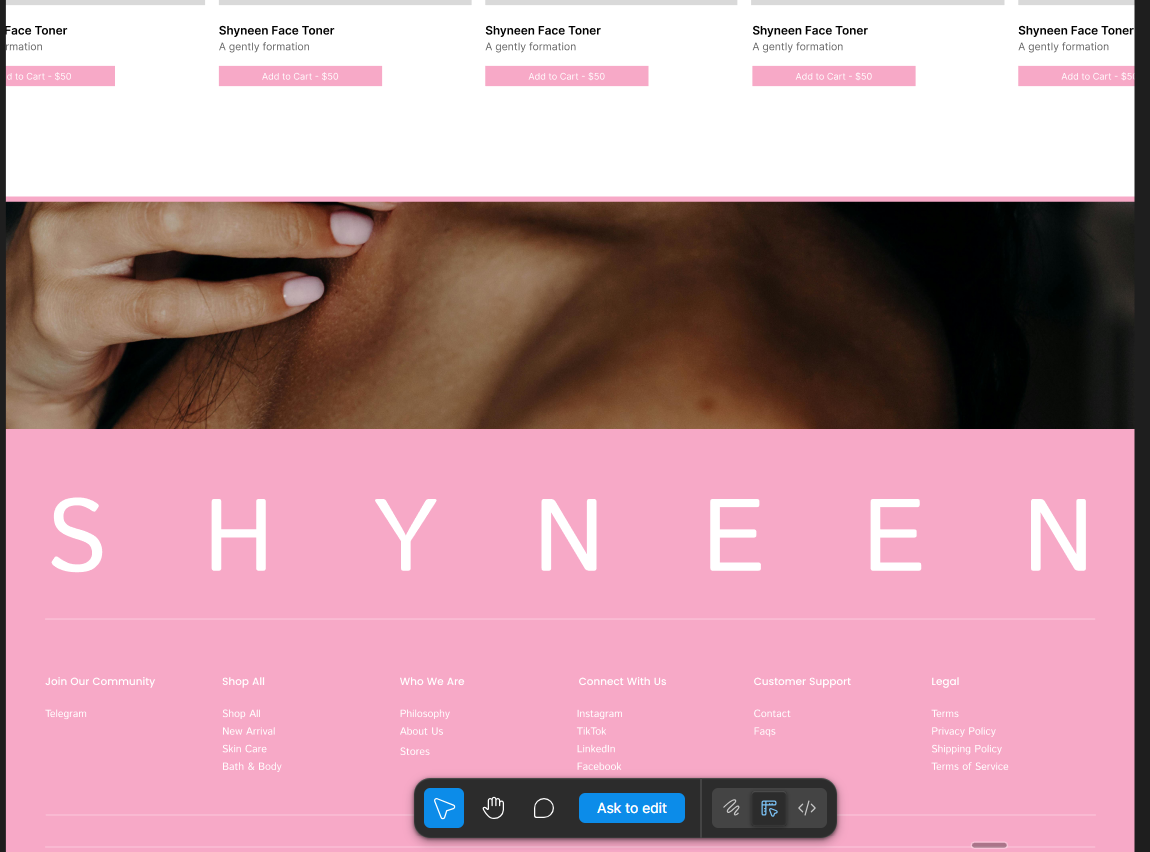 Face Toner
Shyneen Face Toner
Shyneen Face Toner
Shyneen Face Toner
Shyneen Face Toner
A gently formation
A gently formation
A gently formation
A gently formation
to Cart - $50
Add to Cart - $50
Add to Cart - $50
Add to Cart - $50
Add to Cart -
SHYNEEN
Join Our Community
Telegram
Shop All
Shop All
New Arrival
Skin Care
Bath & Body
Who We Are
Philosophy
About Us
Stores
Connect With Us
Instagram
TikTok
LinkedIn
Facebook
Customer Support
Contact
Faqs
Legal
Terms
Privacy Policy
Shipping Policy
Terms of Service
Ask to edit